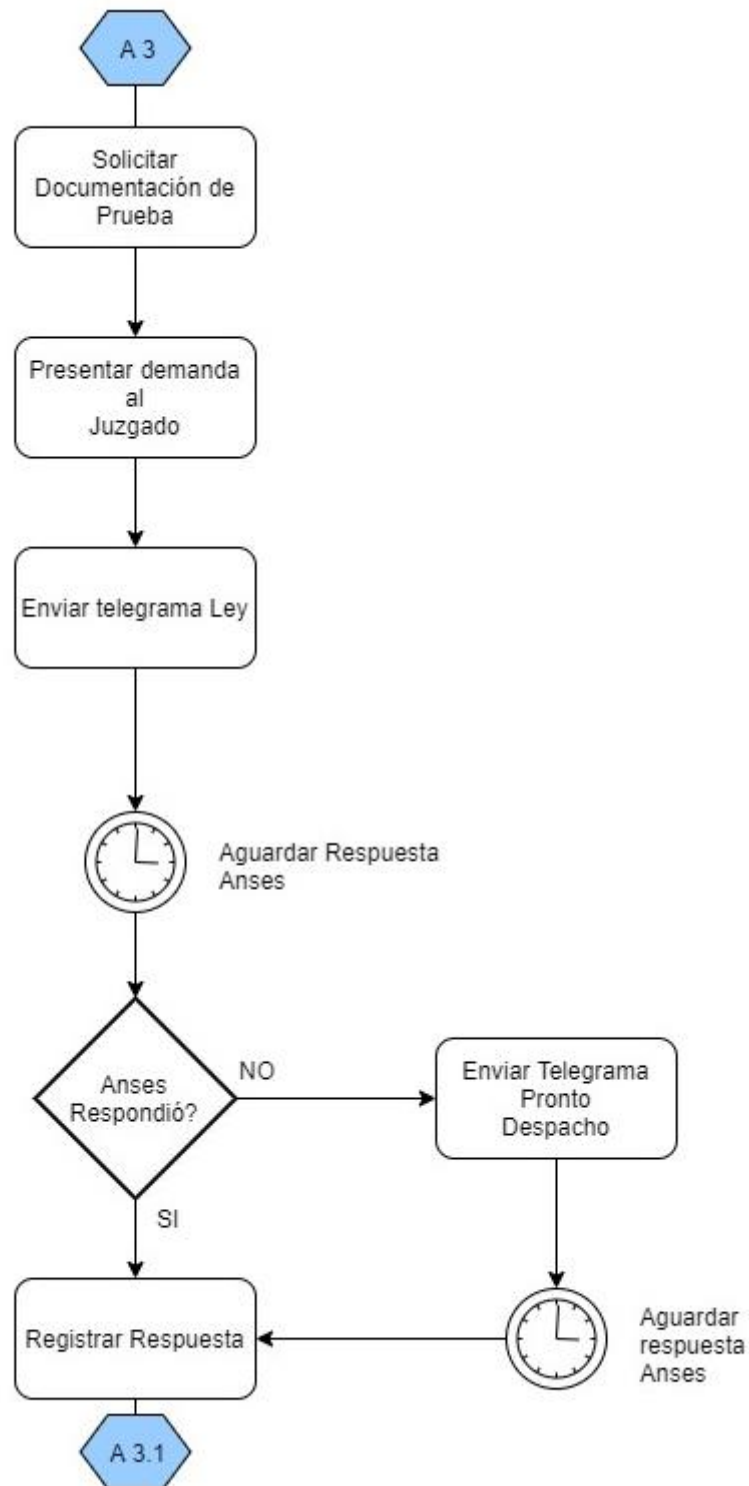 A 3
Solicitar
Documentación de
Prueba
Presentar demanda
al
Juzgado
Enviar telegrama Ley
Aguardar Respuesta
Anses
Anses
Respondió?
NO
Enviar Telegrama
Pronto
Despacho
SI
Registrar Respuesta
Aguardar
respuesta
Anses
A 3.1